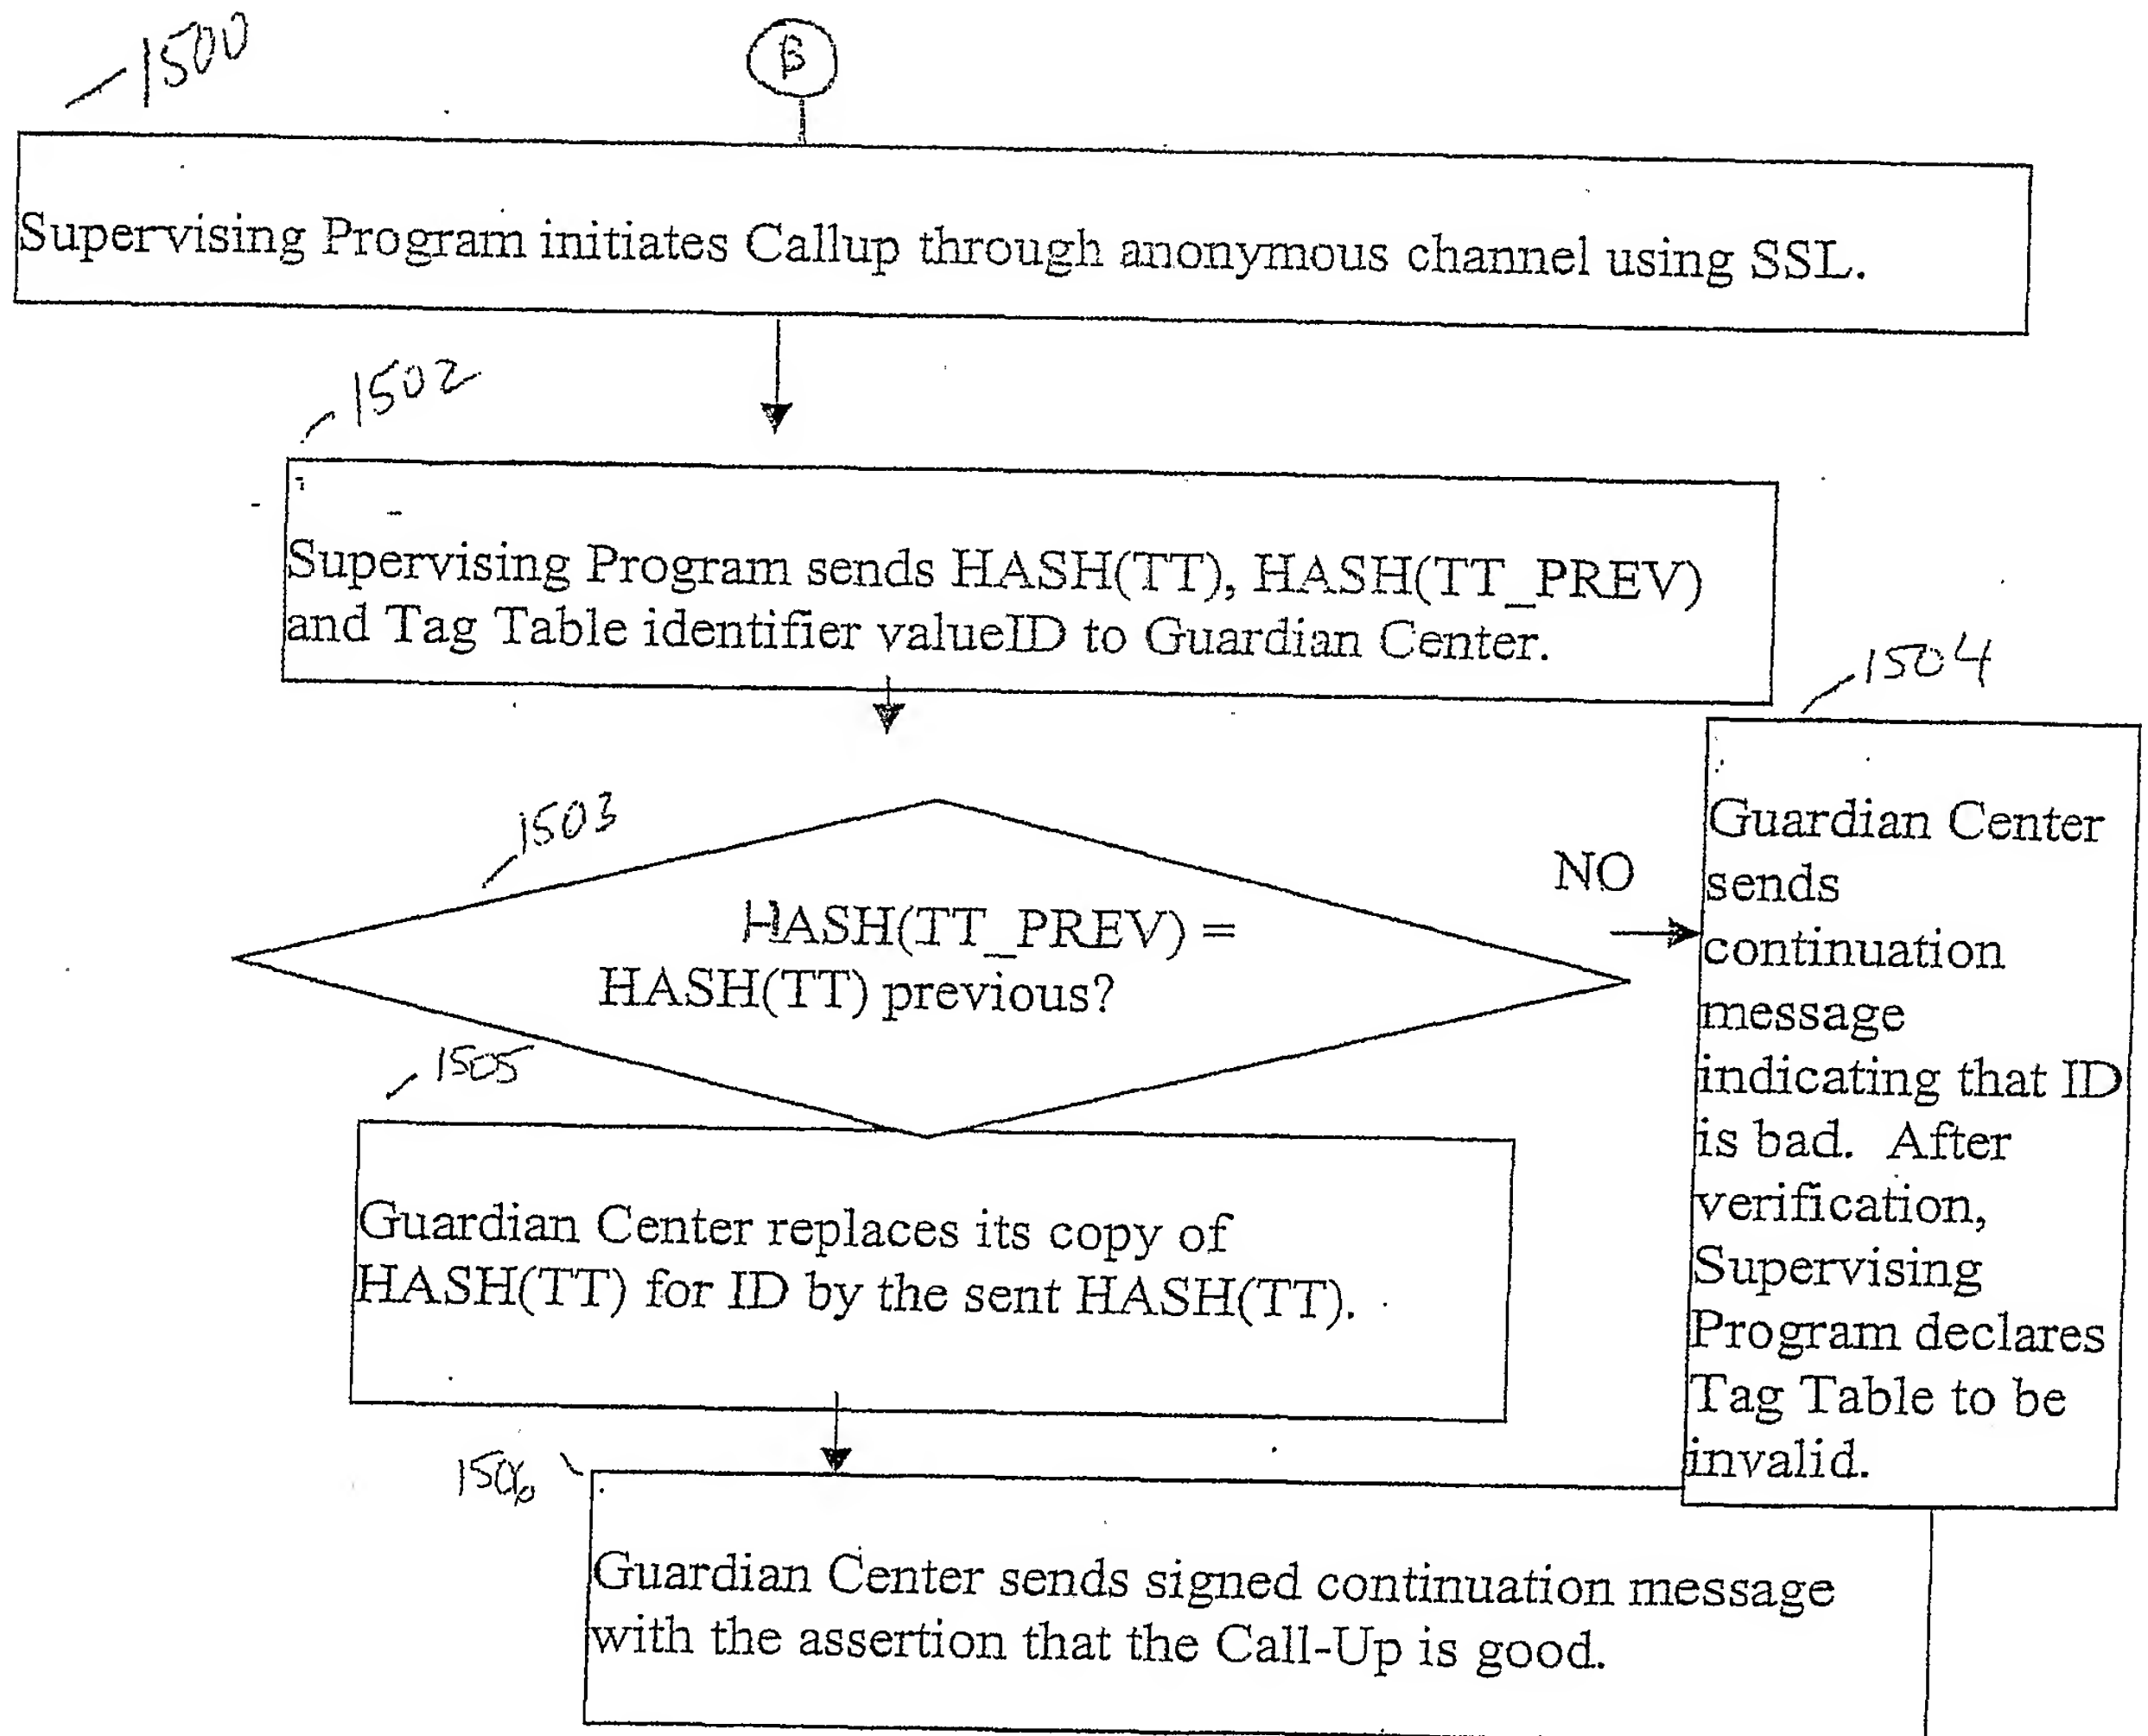 1500
B
Supervising Program initiates Callup through anonymous channel using SSL.
1502
Supervising Program sends HASH(TT), HASH(TT_PREV)
and Tag Table identifier valueID to Guardian Center.
1503
HASH(TT_PREV) =
HASH(TT) previous?
NO
1504
Guardian Center
sends
continuation
message
indicating that ID
is bad. After
verification,
Supervising
Program declares
Tag Table to be
invalid.
1505
Guardian Center replaces its copy of
HASH(TT) for ID by the sent HASH(TT).
1506
Guardian Center sends signed continuation message
with the assertion that the Call-Up is good.